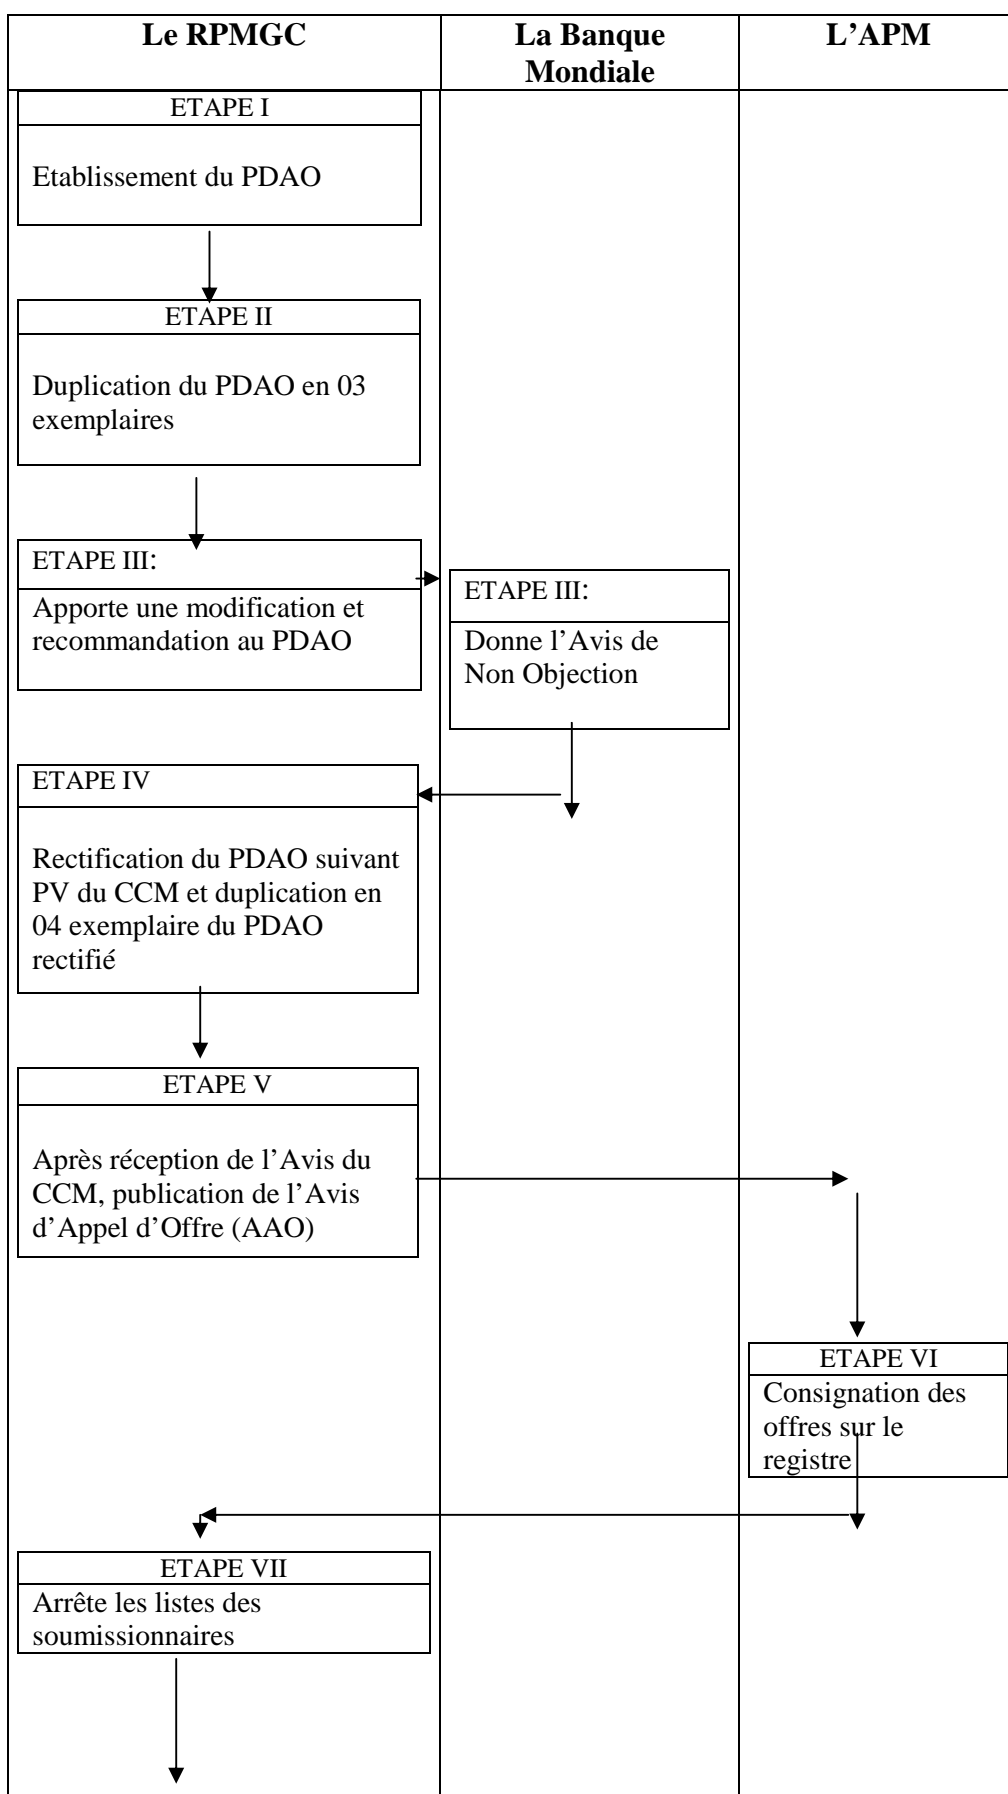 Le RPMGC
La Banque
Mondiale
L’APM
ETAPE I
Etablissement du PDAO
ETAPE II
Duplication du PDAO en 03
exemplaires
ETAPE III:
Apporte une modification et
recommandation au PDAO
ETAPE III:
Donne l’Avis de
Non Objection
ETAPE IV
Rectification du PDAO suivant
PV du CCM et duplication en
04 exemplaire du PDAO
rectifié
ETAPE V
Après réception de l’Avis du
CCM, publication de l’Avis
d’Appel d’Offre (AAO)
ETAPE VI
Consignation des
offres sur le
registre
ETAPE VII
Arrête les listes des
soumissionnaires